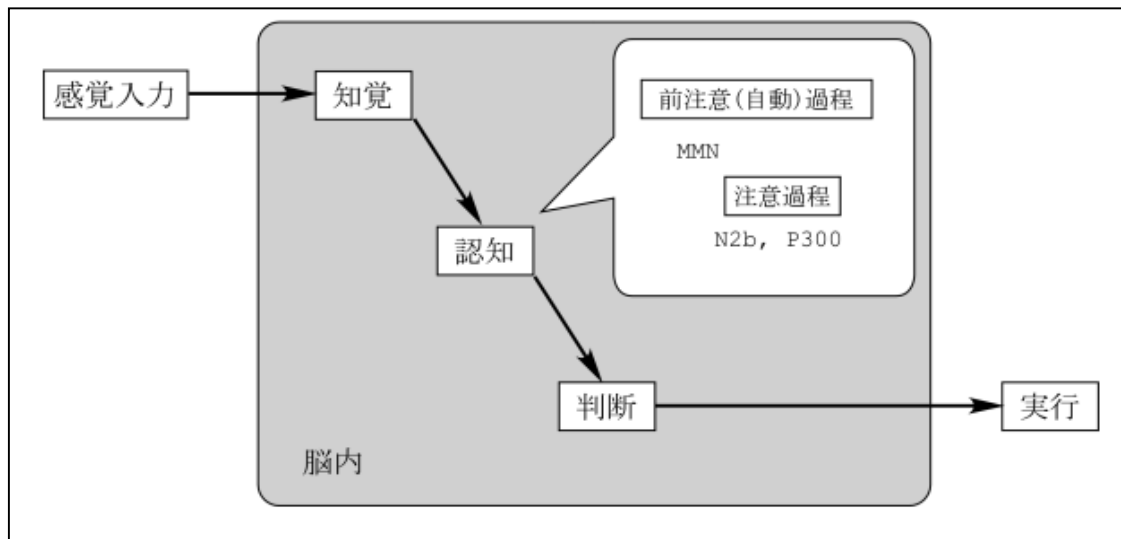 感覚入力
知覚
前注意(自動)過程
MMN
注意過程
N2b, P300
認知
判断
実行
脳内